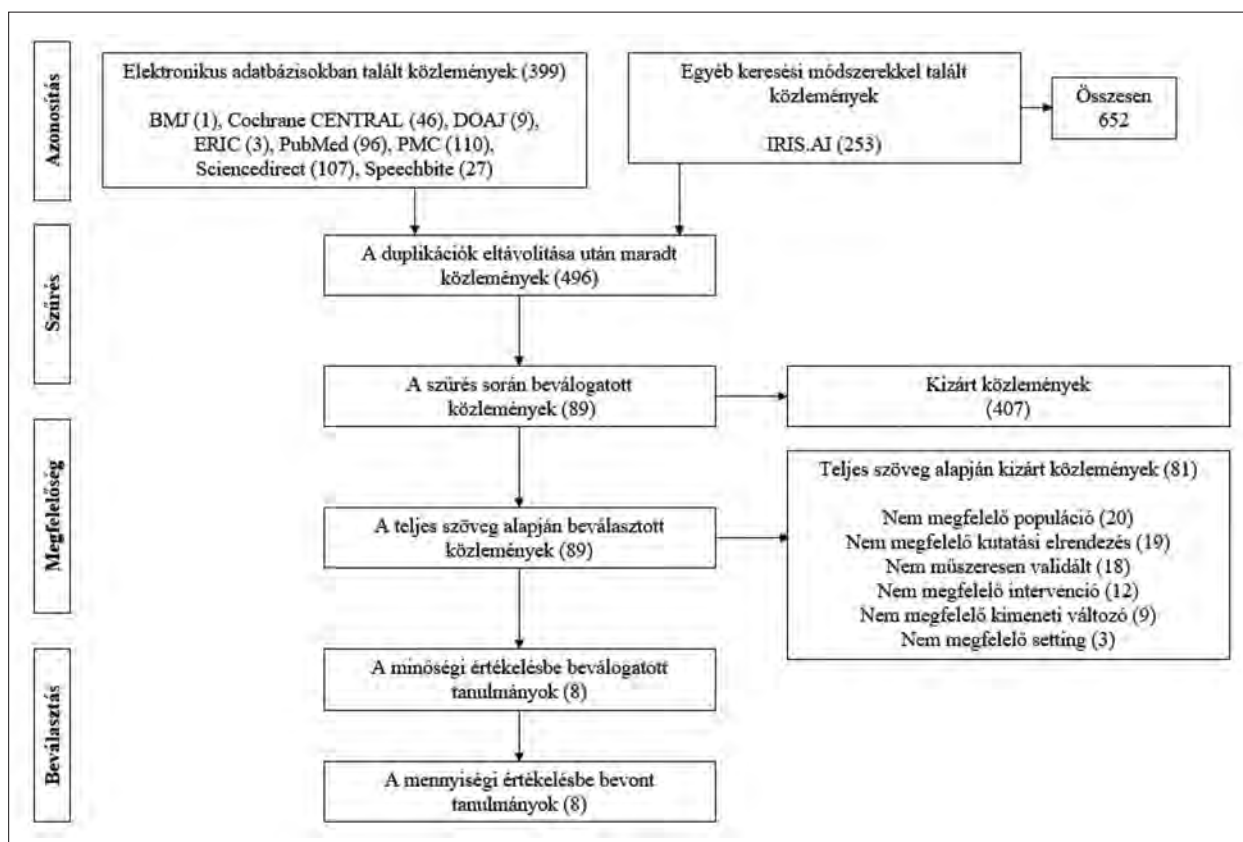 Azonosítás
Elektronikus adatbázisokban talált közlemények (399)
BMJ (1), Cochrane CENTRAL (46), DOAJ (9),
ERIC (3), PubMed (96), PMC (110),
Sciencedirect (107), Speechbite (27)
Egyéb keresési módszerekkel talált
közlemények
IRIS.AI (253)
Összesen
652
Szűrés
A duplikációk eltávolítása után maradt
közlemények (496)
A szűrés során beválogatott
közlemények (89)
Kizárt közlemények
(407)
Megfelelőség
A teljes szöveg alapján beválasztott
közlemények (89)
Teljes szöveg alapján kizárt közlemények (81)
Nem megfelelő populáció (20)
Nem megfelelő kutatási elrendezés (19)
Nem műszeresen validált (18)
Nem megfelelő intervenció (12)
Nem megfelelő kimeneti változó (9)
Nem megfelelő setting (3)
Beválasztás
A minőségi értékelésbe beválogatott
tanulmányok (8)
A mennyiségi értékelésbe bevont
tanulmányok (8)